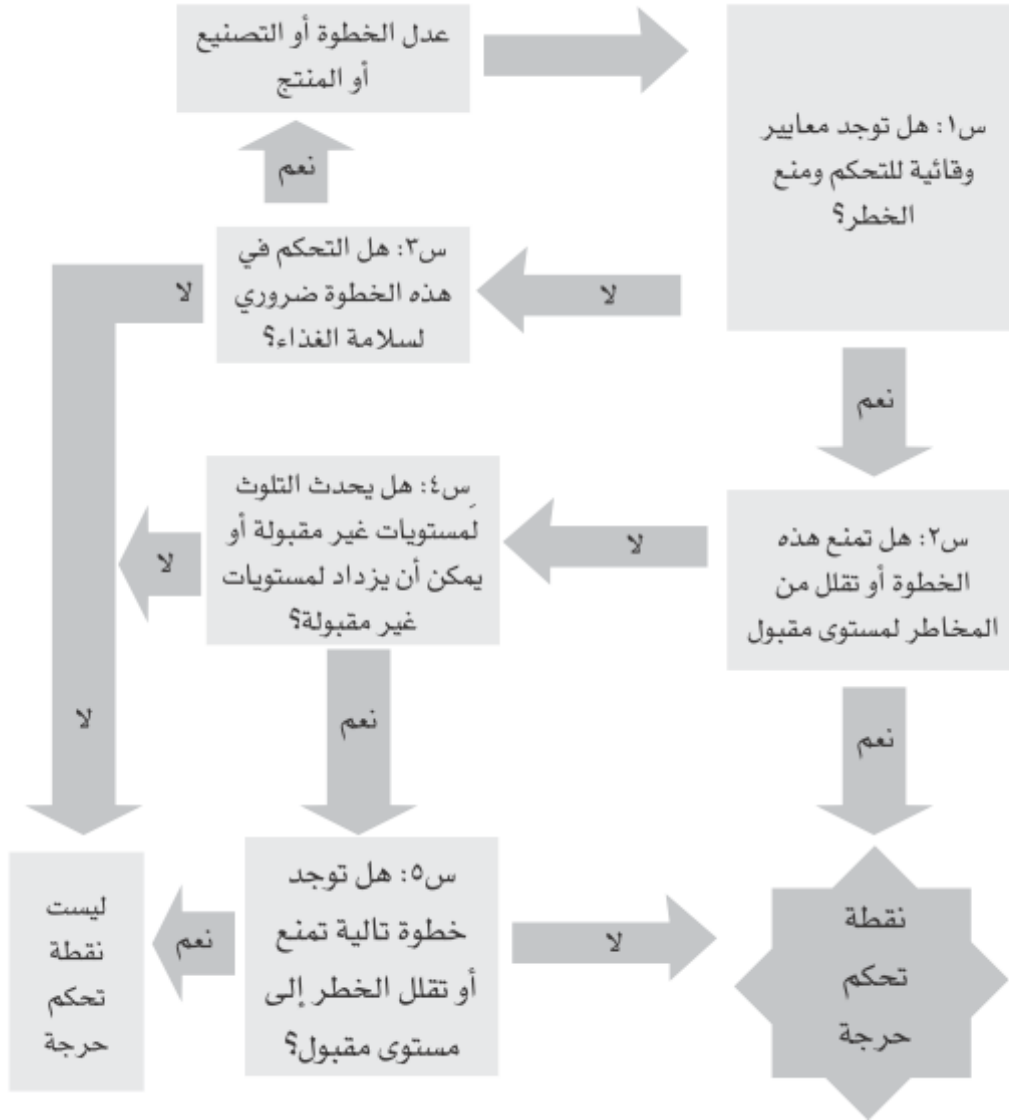 عدل الخطوة أو التصنيع
أو المنتج
س١: هل توجد معايير
وقائية للتحكم ومنع
الخطر؟
نعم
س٣: هل التحكم في
هذه الخطوة ضروري
لسلامة الغذاء؟
لا
لا
نعم
س٢: هل تمنع هذه
الخطوة أو تقلل من
المخاطر لمستوى مقبول
لا
س٤: هل يحدث التلوث
لمستويات غير مقبولة أو
يمكن أن يزداد لمستويات
غير مقبولة؟
لا
لا
نعم
نعم
س٥: هل توجد
خطوة تالية تمنع
أو تقلل الخطر إلى
مستوى مقبول؟
لا
نعم
نقطة
تحكم
حرجة
ليست
نقطة
تحكم
حرجة